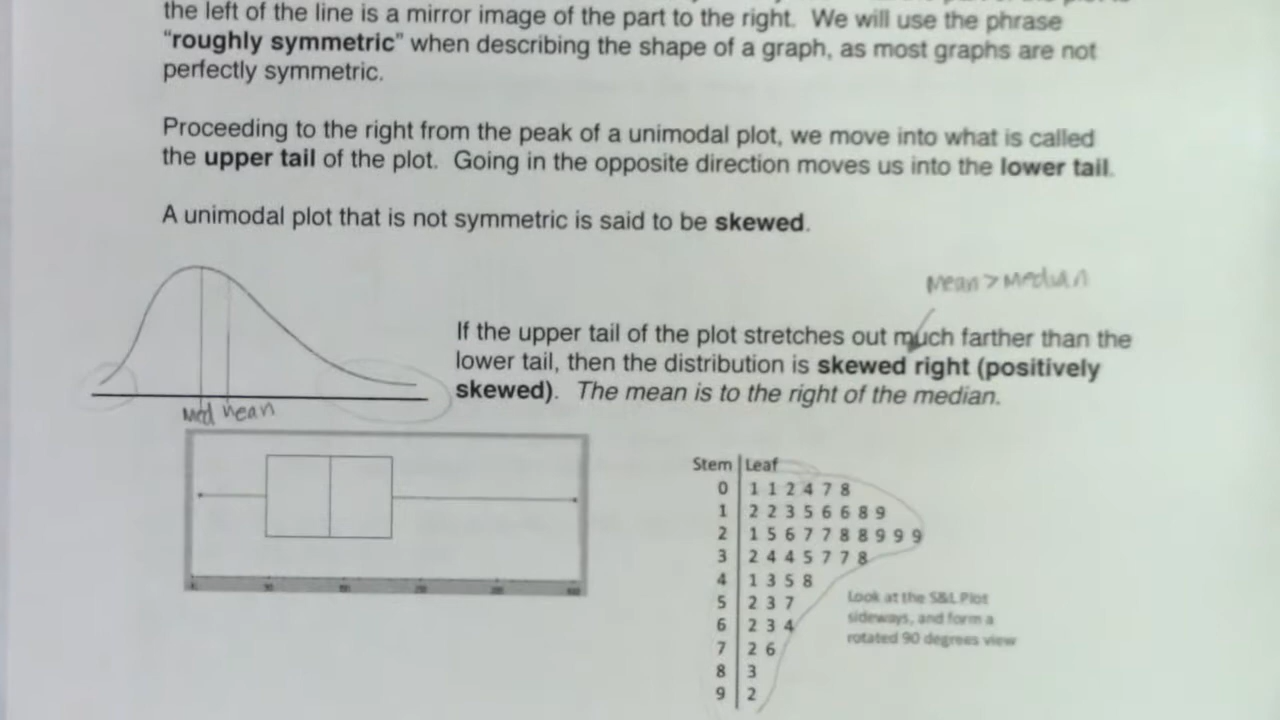 the left of the line is a mirror image of the part to the right. We will use the phrase
“roughly symmetric” when describing the shape of a graph, as most graphs are not
perfectly symmetric.
Proceeding to the right from the peak of a unimodal plot, we move into what is called
the upper tail of the plot. Going in the opposite direction moves us into the lower tail.
A unimodal plot that is not symmetric is said to be skewed.
Mean > Median
If the upper tail of the plot stretches out much farther than the
lower tail, then the distribution is skewed right (positively
skewed). The mean is to the right of the median.
Med mean
Stem | Leaf
0 | 1 1 2 4 7 8
1 | 2 2 3 5 6 6 8 9
2 | 1 5 6 7 7 8 8 9 9 9
3 | 2 4 4 5 7 7 8
4 | 1 3 5 8
5 | 2 3 7
6 | 2 3 4
7 | 2 6
8 | 3
9 | 2
Look at the S&L Plot
sideways, and form a
rotated 90 degrees view